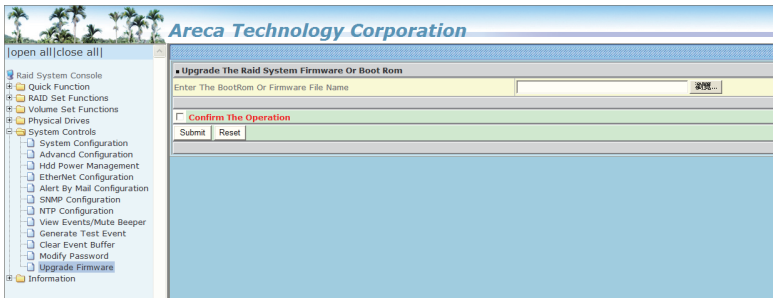 Areca Technology Corporation
|open all|close all|
Raid System Console
Quick Function
RAID Set Functions
Volume Set Functions
Physical Drives
System Controls
System Configuration
Advancd Configuration
Hdd Power Management
EtherNet Configuration
Alert By Mail Configuration
SNMP Configuration
NTP Configuration
View Events/Mute Beeper
Generate Test Event
Clear Event Buffer
Modify Password
Upgrade Firmware
Information
Upgrade The Raid System Firmware Or Boot Rom
Enter The BootRom Or Firmware File Name
瀏覽...
Confirm The Operation
Submit Reset